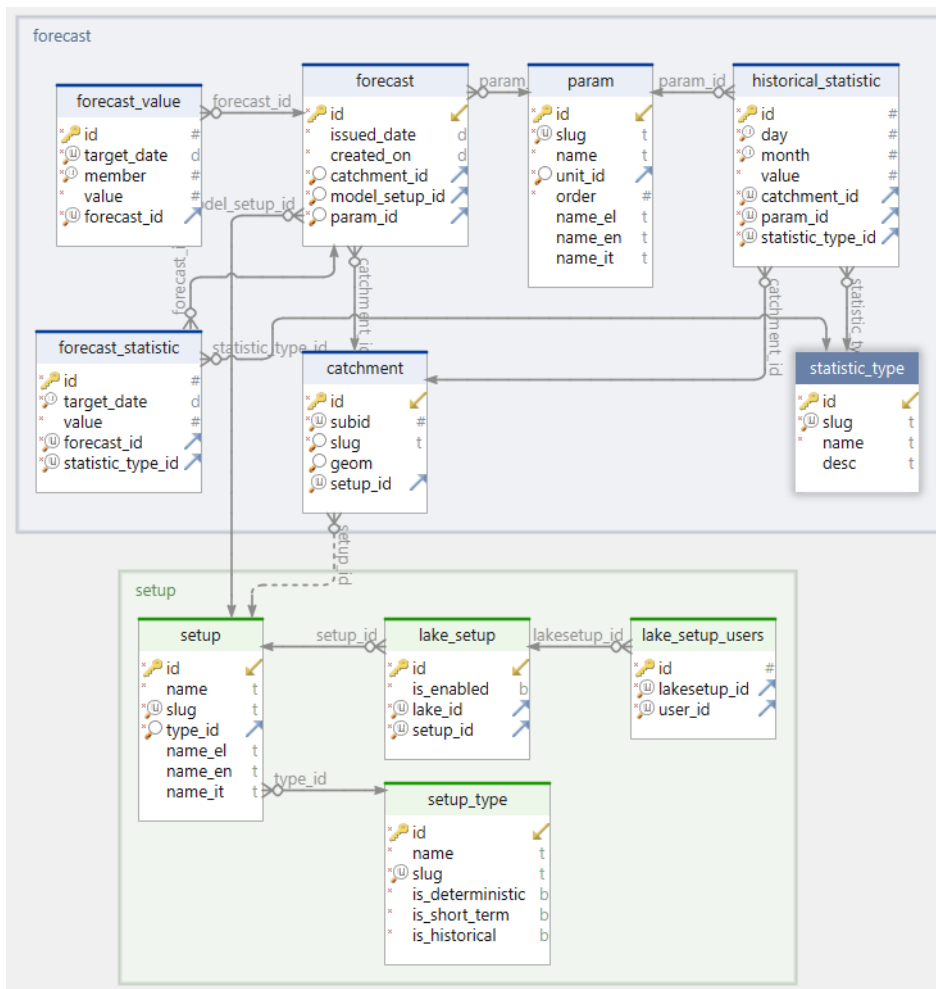 forecast
forecast_value
id #
target_date d
member #
value #
forecast_id
forecast_id
forecast
id
issued_date d
created_on d
catchment_id
model_setup_id
param_id
param
param
id
slug t
name t
unit_id
order #
name_el t
name_en t
name_it t
param_id
historical_statistic
id #
day #
month #
value #
catchment_id
param_id
statistic_type_id
del_setup_id
forecast_i
catchment_id
catchment_id
statistic_ty
forecast_statistic
id #
target_date d
value #
forecast_id
statistic_type_id
statistic_type_id
catchment
id
subid #
slug t
geom
setup_id
statistic_type
id
slug t
name t
desc t
setup_id
setup
setup
id
name t
slug t
type_id
name_el t
name_en t
name_it t
setup_id
lake_setup
id
is_enabled b
lake_id
setup_id
lakesetup_id
lake_setup_users
id #
lakesetup_id
user_id
type_id
setup_type
id
name t
slug t
is_deterministic b
is_short_term b
is_historical b